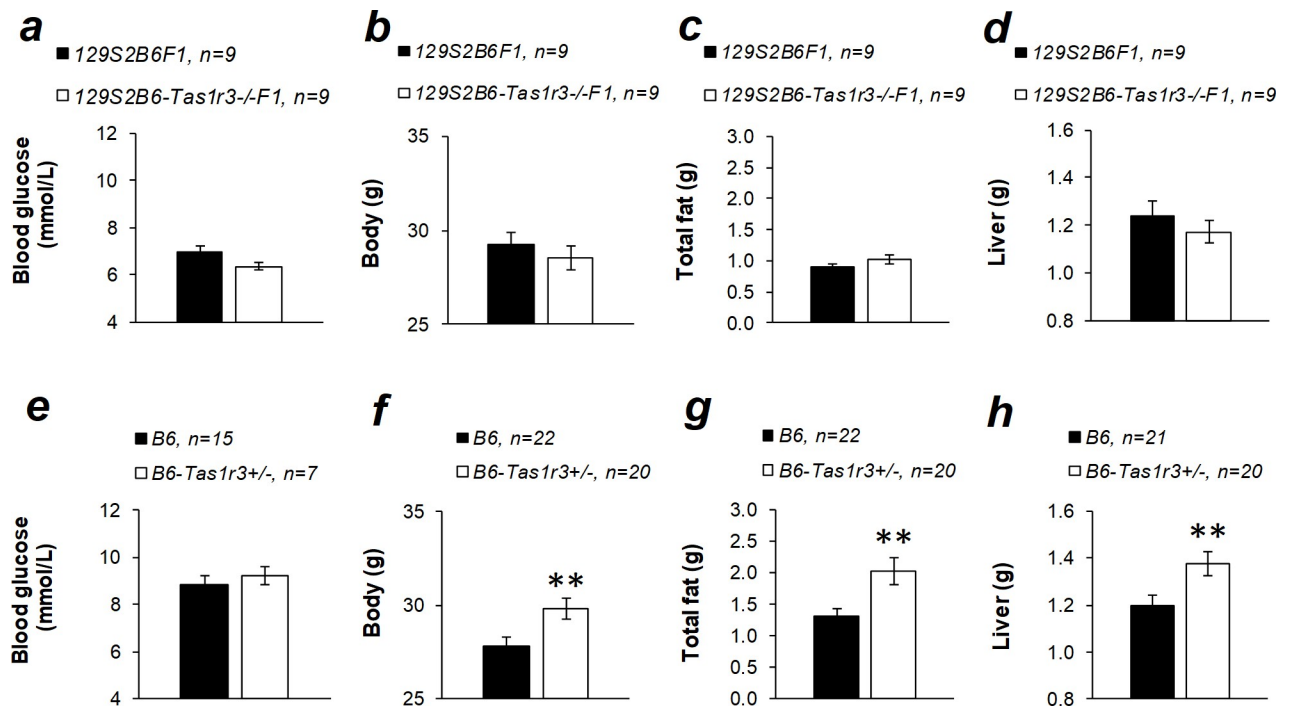 a
129S2B6F1, n=9
129S2B6-Tas1r3-/-F1, n=9
Blood glucose
(mmol/L)
12
10
8
6
4
b
129S2B6F1, n=9
129S2B6-Tas1r3-/-F1, n=9
Body (g)
35
30
25
c
129S2B6F1, n=9
129S2B6-Tas1r3-/-F1, n=9
Total fat (g)
3.0
2.5
2.0
1.5
1.0
0.5
0.0
d
129S2B6F1, n=9
129S2B6-Tas1r3-/-F1, n=9
Liver (g)
1.6
1.4
1.2
1.0
0.8
e
B6, n=15
B6-Tas1r3+/-, n=7
Blood glucose
(mmol/L)
12
10
8
6
4
f
B6, n=22
B6-Tas1r3+/-, n=20
Body (g)
35
30
25
**
g
B6, n=22
B6-Tas1r3+/-, n=20
Total fat (g)
3.0
2.5
2.0
1.5
1.0
0.5
0.0
**
h
B6, n=21
B6-Tas1r3+/-, n=20
Liver (g)
1.6
1.4
1.2
1.0
0.8
**